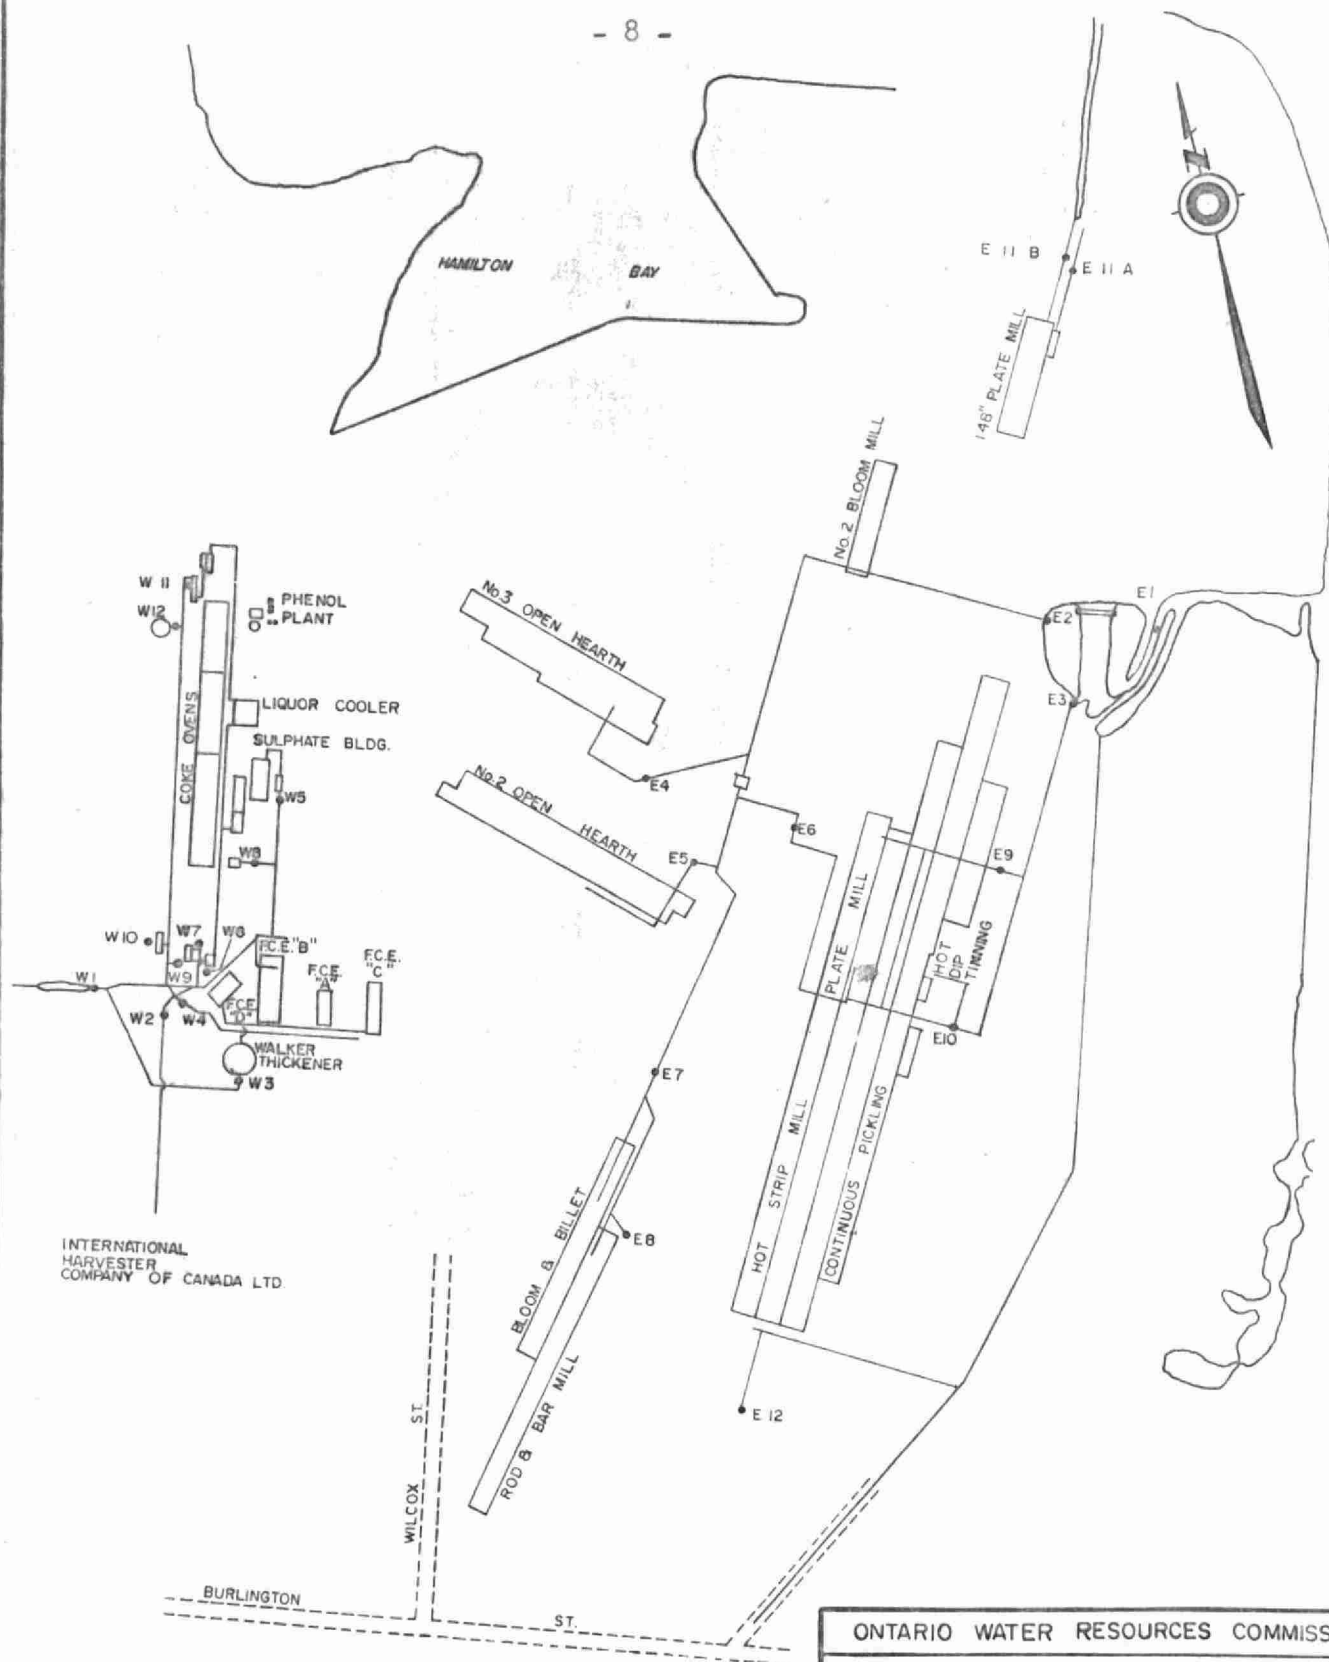 - 8 -
HAMILTON BAY
N
E 11 B
E 11 A
146" PLATE MILL
No. 2 BLOOM MILL
E1
E2
E3
No.3 OPEN HEARTH
E4
No.2 OPEN HEARTH
E5
E6
PLATE MILL
E9
HOT DIP TINNING
E10
E7
HOT STRIP MILL
CONTINUOUS PICKLING
BLOOM & BILLET
E8
ROD & BAR MILL
E 12
W 11
W12
PHENOL
PLANT
COKE OVENS
LIQUOR COOLER
SULPHATE BLDG.
W5
W8
W10
W7
W6
W9
W1
F.C.E. "B"
F.C.E. "A"
F.C.E. "C"
F.C.E. "D"
W2
W4
WALKER
THICKENER
W3
INTERNATIONAL
HARVESTER
COMPANY OF CANADA LTD.
WILCOX ST.
BURLINGTON ST.
ONTARIO WATER RESOURCES COMMISS